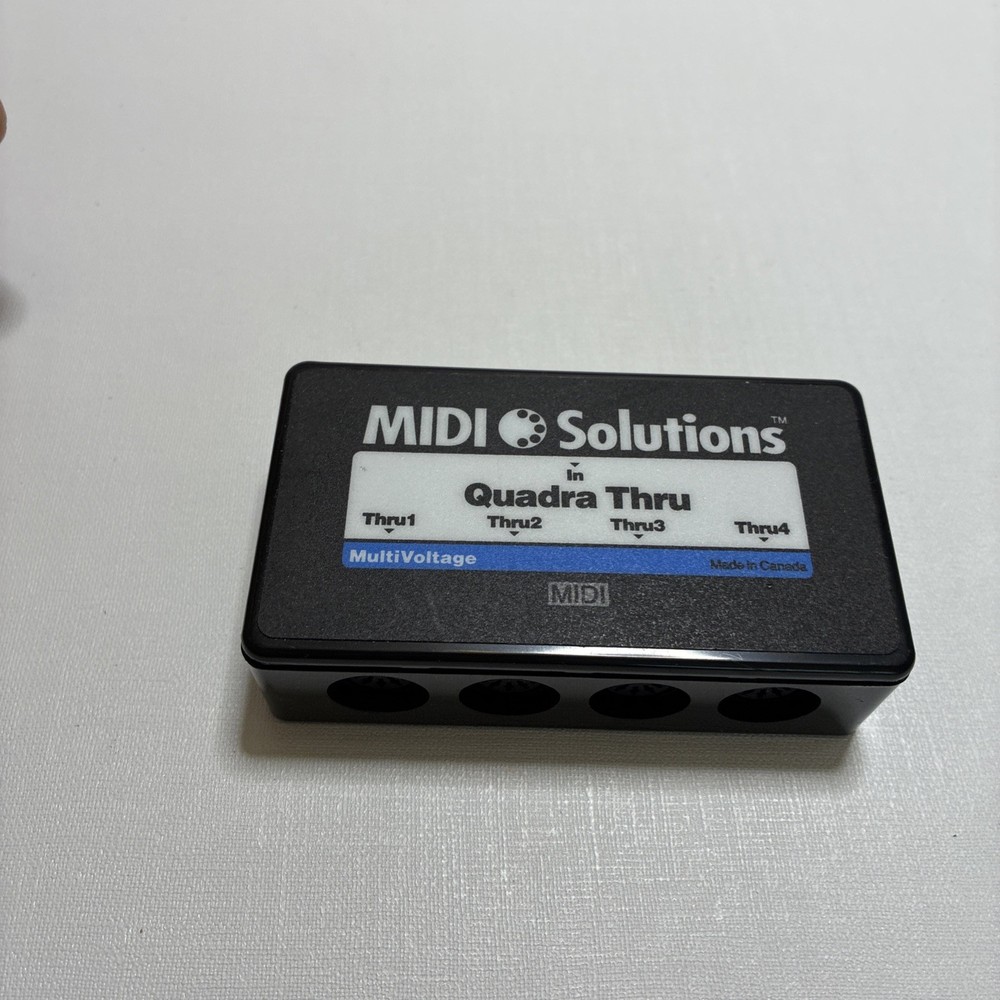 MIDI Solutions™
In
Quadra Thru
Thru1 Thru2 Thru3 Thru4
MultiVoltage Made in Canada
MIDI